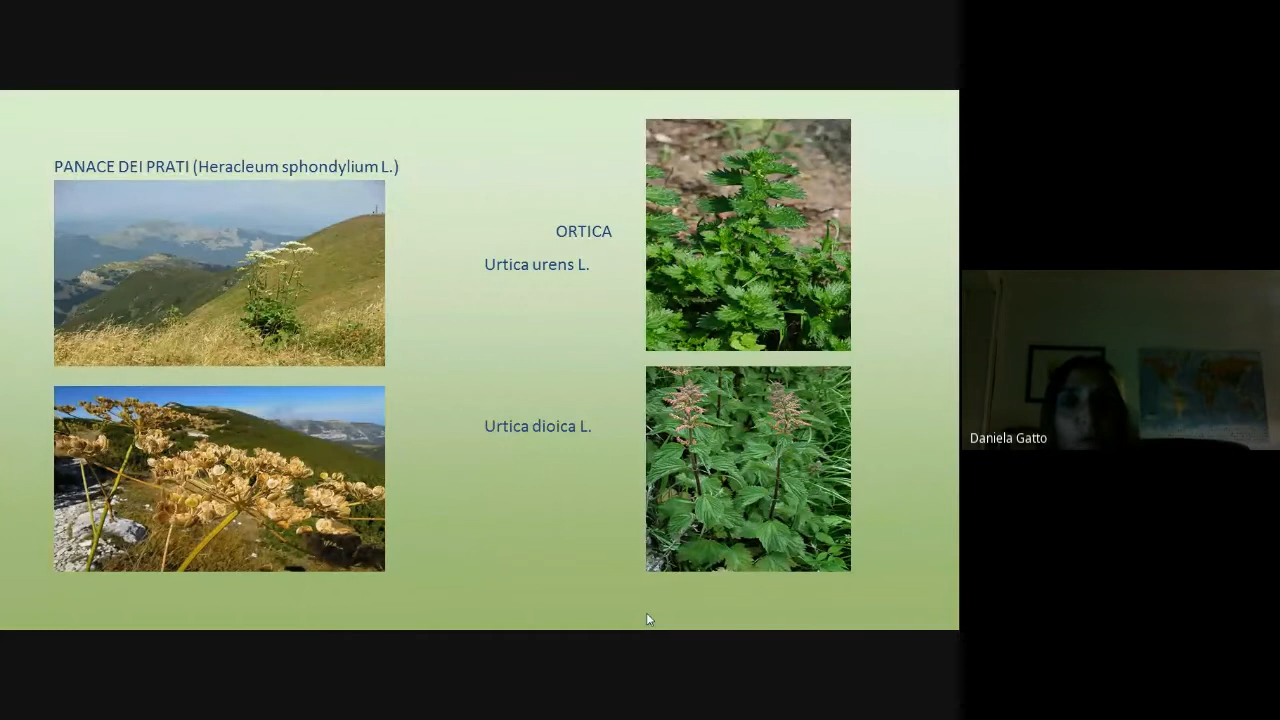 PANACE DEI PRATI (Heracleum sphondylium L.)
ORTICA
Urtica urens L.
Urtica dioica L.
Daniela Gatto